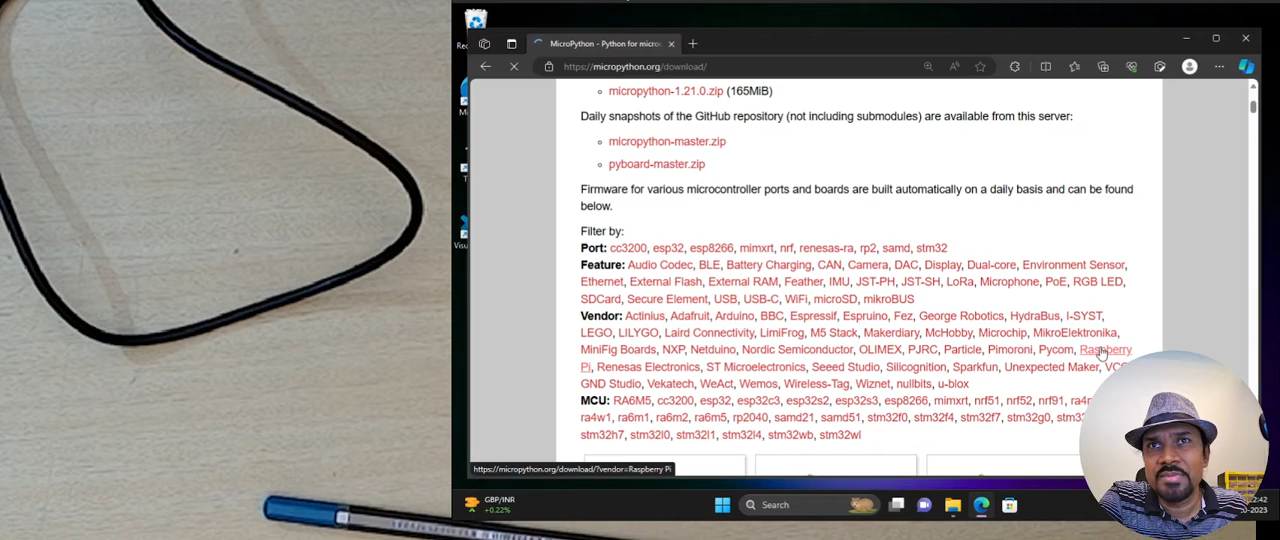 Rec
MicroPython - Python for micro
https://micropython.org/download/
micropython-1.21.0.zip (165MiB)
Daily snapshots of the GitHub repository (not including submodules) are available from this server:
micropython-master.zip
pyboard-master.zip
Firmware for various microcontroller ports and boards are built automatically on a daily basis and can be found
below.
Filter by:
Port: cc3200, esp32, esp8266, mimxrt, nrf, renesas-ra, rp2, samd, stm32
Feature: Audio Codec, BLE, Battery Charging, CAN, Camera, DAC, Display, Dual-core, Environment Sensor,
Ethernet, External Flash, External RAM, Feather, IMU, JST-PH, JST-SH, LoRa, Microphone, PoE, RGB LED,
SDCard, Secure Element, USB, USB-C, WiFi, microSD, mikroBUS
Vendor: Actinius, Adafruit, Arduino, BBC, Espressif, Espruino, Fez, George Robotics, HydraBus, I-SYST,
LEGO, LILYGO, Laird Connectivity, LimiFrog, M5 Stack, Makerdiary, McHobby, Microchip, MikroElektronika,
MiniFig Boards, NXP, Netduino, Nordic Semiconductor, OLIMEX, PJRC, Particle, Pimoroni, Pycom, Raspberry
Pi, Renesas Electronics, ST Microelectronics, Seeed Studio, Silicognition, Sparkfun, Unexpected Maker, VCC
GND Studio, Vekatech, WeAct, Wemos, Wireless-Tag, Wiznet, nullbits, u-blox
MCU: RA6M5, cc3200, esp32, esp32c3, esp32s2, esp32s3, esp8266, mimxrt, nrf51, nrf52, nrf91,
ra4w1, ra6m1, ra6m2, ra6m5, rp2040, samd21, samd51, stm32f0, stm32f4, stm32f7, stm32g0,
stm32h7, stm32l0, stm32l1, stm32l4, stm32wb, stm32wl
https://micropython.org/download/?vendor=Raspberry Pi
GBP/INR
+0.22%
Search